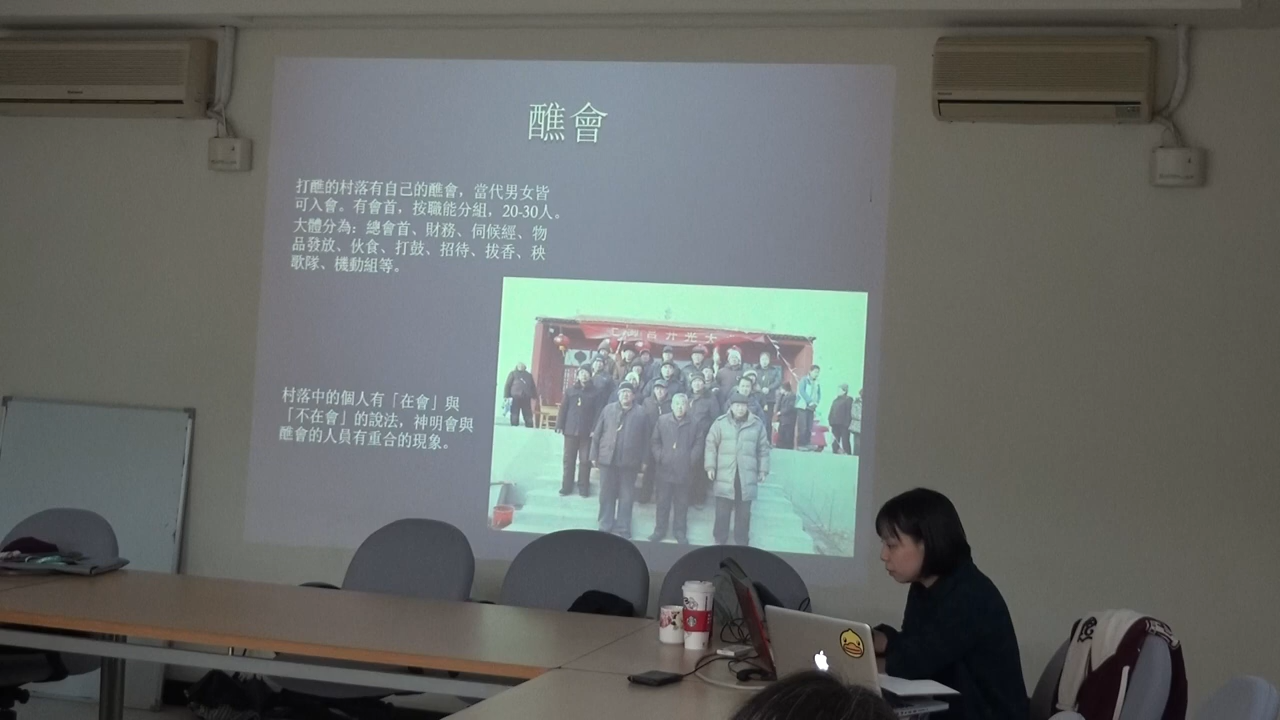 醮會
打醮的村落有自己的醮會，當代男女皆
可入會。有會首，按職能分組，20-30人。
大體分為：總會首、財務、伺候經、物
品發放、伙食、打鼓、招待、拔香、秧
歌隊、機動組等。
村落中的個人有「在會」與
「不在會」的說法，神明會與
醮會的人員有重合的現象。